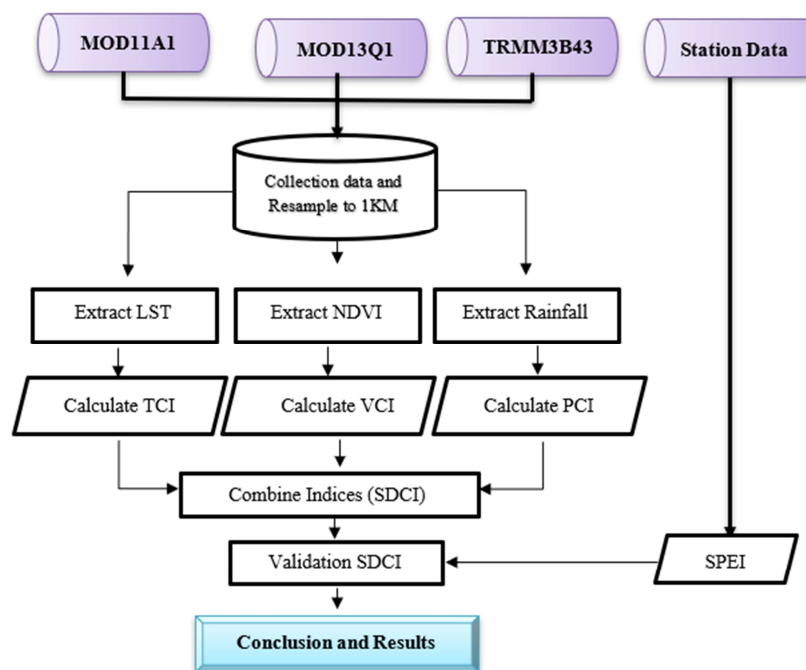 MOD11A1
MOD13Q1
TRMM3B43
Station Data
Collection data and
Resample to 1KM
Extract LST
Extract NDVI
Extract Rainfall
Calculate TCI
Calculate VCI
Calculate PCI
Combine Indices (SDCI)
Validation SDCI
SPEI
Conclusion and Results